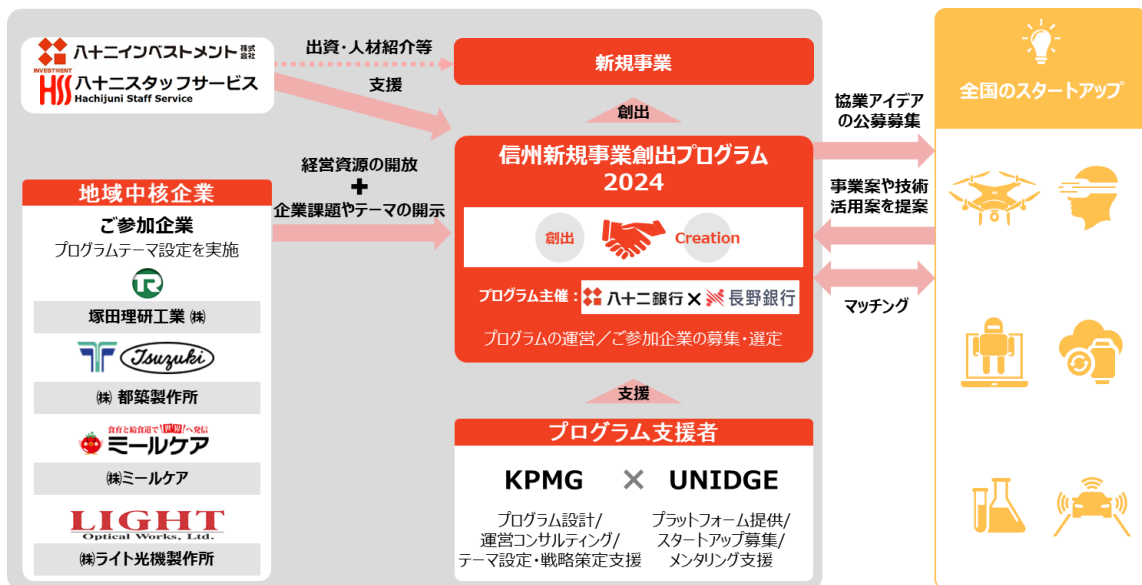 八十二インベストメント 株式会社
INVESTMENT
HSS 八十二スタッフサービス
Hachijuni Staff Service
出資・人材紹介等
支援
新規事業
創出
地域中核企業
ご参加企業
プログラムテーマ設定を実施
TR
塚田理研工業 ㈱
Tsuzuki
㈱ 都築製作所
食育と給食道で\世界/へ発信
ミールケア
㈱ミールケア
LIGHT
Optical Works, Ltd.
㈱ライト光機製作所
経営資源の開放
+
企業課題やテーマの開示
信州新規事業創出プログラム
2024
創出 Creation
プログラム主催：八十二銀行×長野銀行
プログラムの運営／ご参加企業の募集・選定
支援
プログラム支援者
KPMG × UNIDGE
プログラム設計/
運営コンサルティング/
テーマ設定・戦略策定支援
プラットフォーム提供/
スタートアップ募集/
メンタリング支援
協業アイデア
の公募募集
事業案や技術
活用案を提案
マッチング
全国のスタートアップ